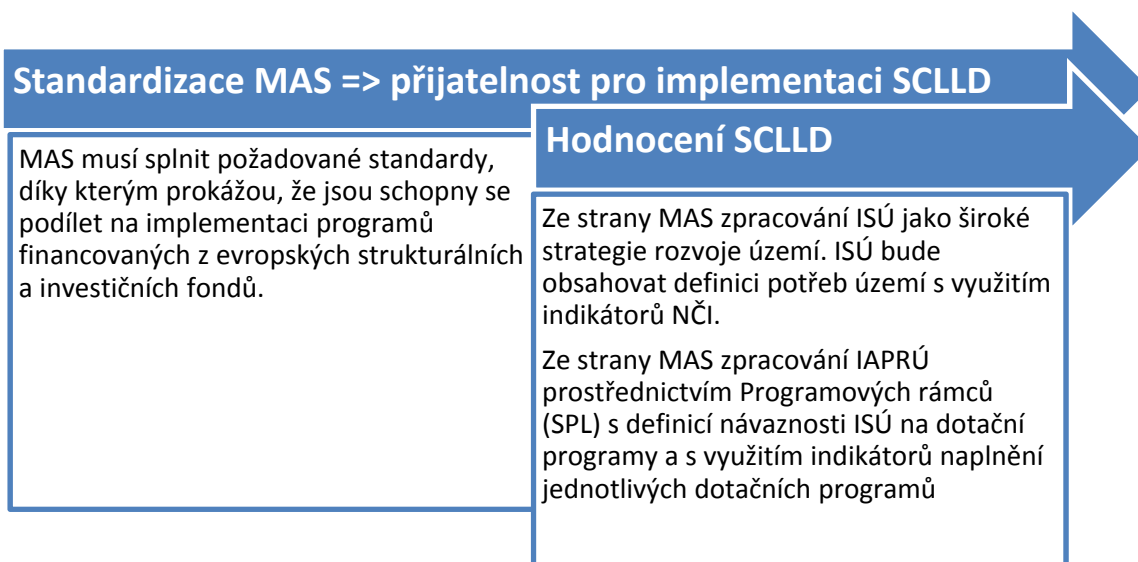 Standardizace MAS => přijatelnost pro implementaci SCLLD
MAS musí splnit požadované standardy,
díky kterým prokážou, že jsou schopny se
podílet na implementaci programů
financovaných z evropských strukturálních
a investičních fondů.
Hodnocení SCLLD
Ze strany MAS zpracování ISÚ jako široké
strategie rozvoje území. ISÚ bude
obsahovat definici potřeb území s využitím
indikátorů NČI.
Ze strany MAS zpracování IAPRÚ
prostřednictvím Programových rámců
(SPL) s definicí návaznosti ISÚ na dotační
programy a s využitím indikátorů naplnění
jednotlivých dotačních programů